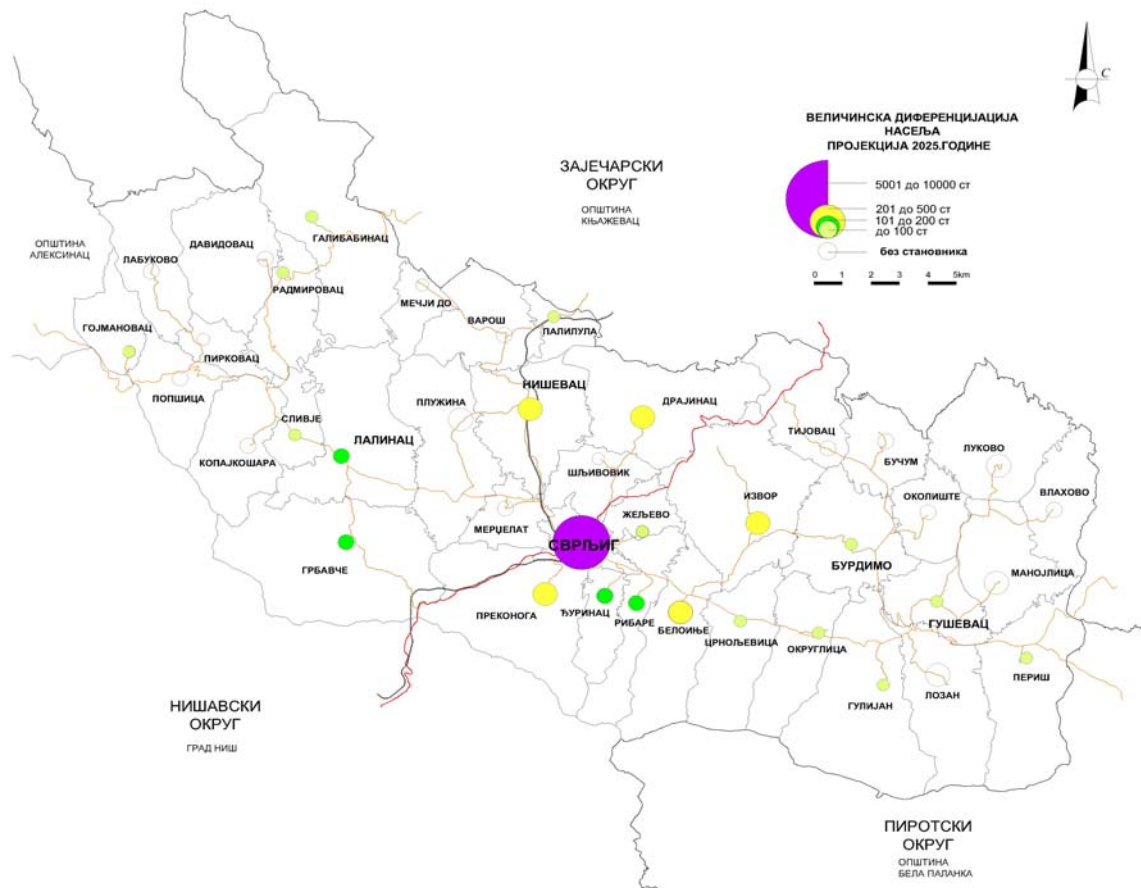 С
ВЕЛИЧИНСКА ДИФЕРЕНЦИЈАЦИЈА
НАСЕЉА
ПРОЈЕКЦИЈА 2025.ГОДИНЕ
5001 до 10000 ст
201 до 500 ст
101 до 200 ст
до 100 ст
без становника
0 1 2 3 4 5km
ЗАЈЕЧАРСКИ
ОКРУГ
ОПШТИНА
КЊАЖЕВАЦ
ОПШТИНА
АЛЕКСИНАЦ
ДАВИДОВАЦ
ГАЛИБАБИНАЦ
ЛАБУКОВО
РАДМИРОВАЦ
МЕЧЈИ ДО
ВАРОШ
ПАЛИЛУЛА
ГОЈМАНОВАЦ
ПИРКОВАЦ
ПОПШИЦА
НИШЕВАЦ
ДРАЈИНАЦ
ПЛУЖИНА
СЛИВЈЕ
ЛАЛИНАЦ
КОПАЈКОШАРА
ШЉИВОВИК
ТИЈОВАЦ
БУЧУМ
ЛУКОВО
ИЗВОР
ОКОЛИШТЕ
ВЛАХОВО
МЕРЏЕЛАТ
ЖЕЉЕВО
СВРЉИГ
ГРБАВЧЕ
БУРДИМО
МАНОЈЛИЦА
ПРЕКОНОГА
ЂУРИНАЦ
РИБАРЕ
БЕЛОИЊЕ
ЦРНОЉЕВИЦА
ОКРУГЛИЦА
ГУШЕВАЦ
ГУЛИЈАН
ЛОЗАН
ПЕРИШ
НИШАВСКИ
ОКРУГ
ГРАД НИШ
ПИРОТСКИ
ОКРУГ
ОПШТИНА
БЕЛА ПАЛАНКА